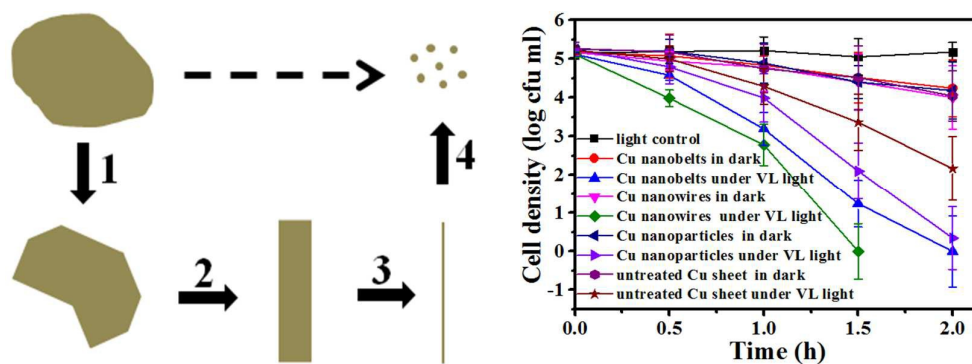 1
2
3
4
Cell density (log cfu ml)
6
5
4
3
2
1
0
-1
light control
Cu nanobelts in dark
Cu nanobelts under VL light
Cu nanowires in dark
Cu nanowires under VL light
Cu nanoparticles in dark
Cu nanoparticles under VL light
untreated Cu sheet in dark
untreated Cu sheet under VL light
0.0 0.5 1.0 1.5 2.0
Time (h)